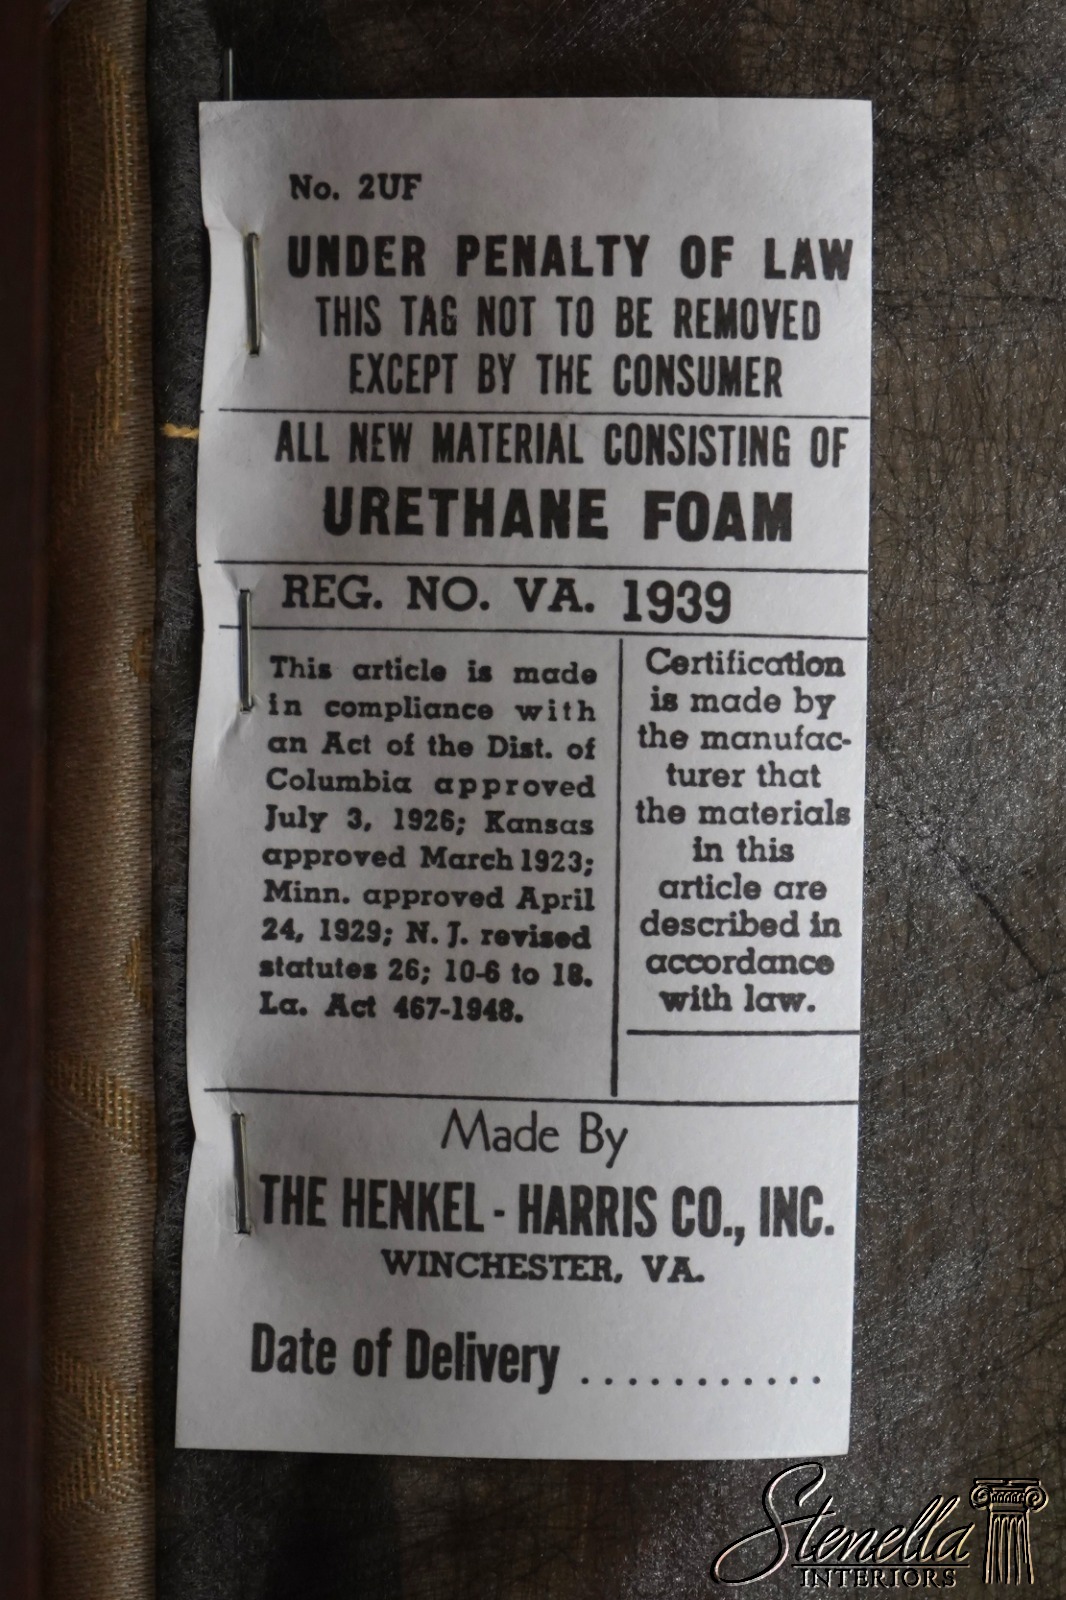 No. 2UF
UNDER PENALTY OF LAW
THIS TAG NOT TO BE REMOVED
EXCEPT BY THE CONSUMER
ALL NEW MATERIAL CONSISTING OF
URETHANE FOAM
REG. NO. VA. 1939
This article is made
in compliance with
an Act of the Dist. of
Columbia approved
July 3, 1926; Kansas
approved March 1923;
Minn. approved April
24, 1929; N. J. revised
statutes 26; 10-6 to 18.
La. Act 467-1948.
Certification
is made by
the manufac-
turer that
the materials
in this
article are
described in
accordance
with law.
Made By
THE HENKEL - HARRIS CO., INC.
WINCHESTER, VA.
Date of Delivery ...........
Stenella
INTERIORS